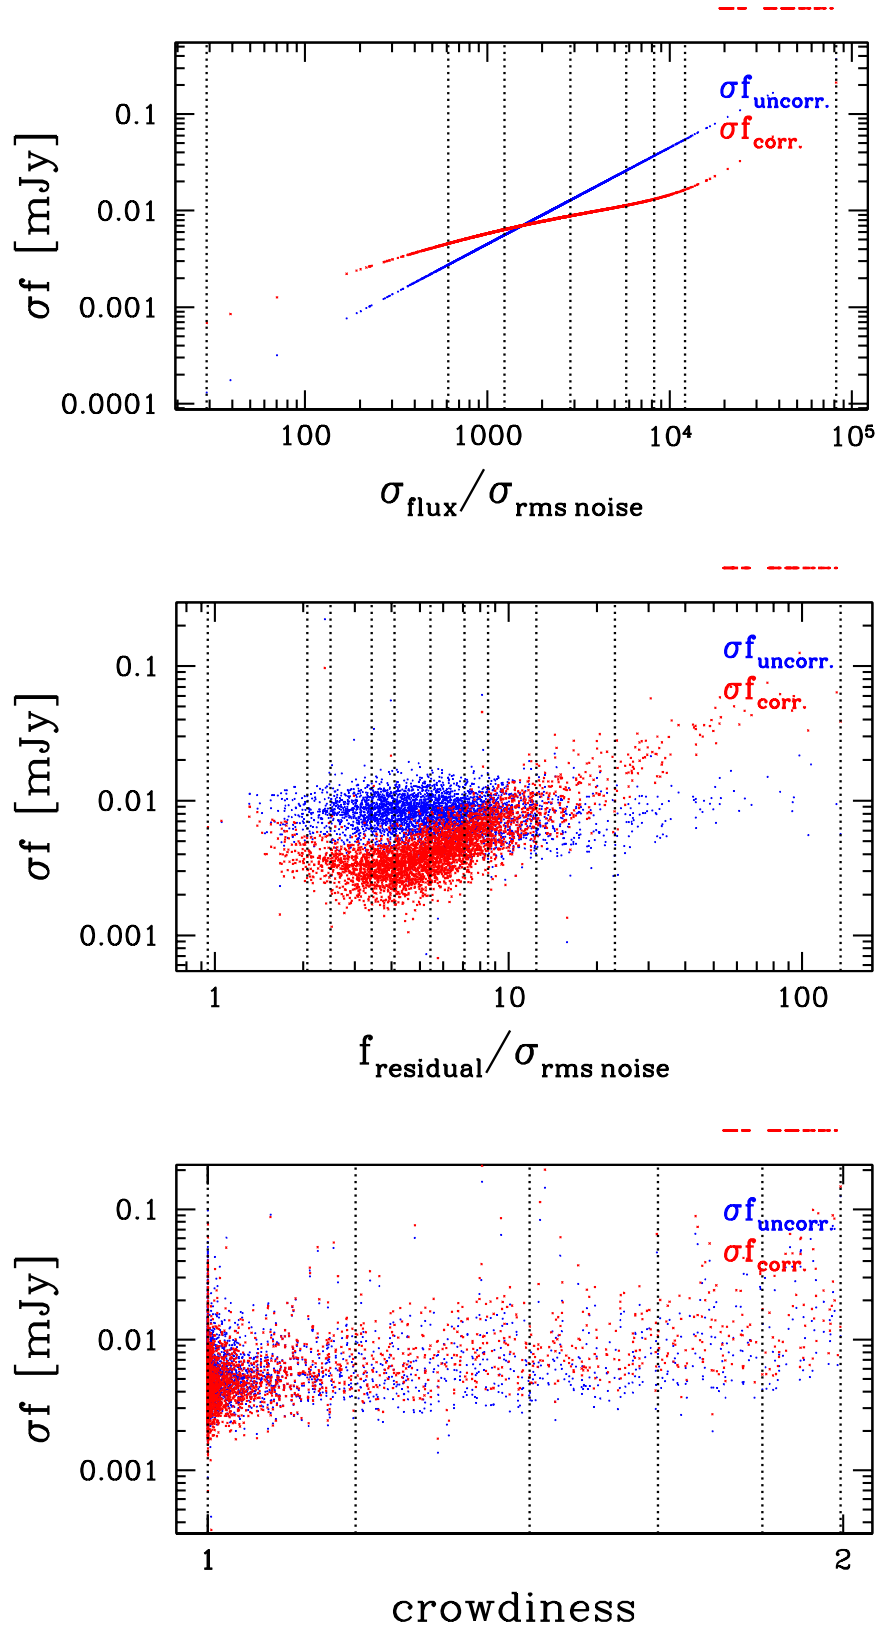 σf_uncorr.
0.1
σf_corr.
0.01
σf [mJy]
0.001
0.0001
100 1000 10⁴ 10⁵
σ_flux/σ_rms noise
σf_uncorr.
0.1
σf_corr.
σf [mJy]
0.01
0.001
1 10 100
f_residual/σ_rms noise
0.1
σf_uncorr.
σf_corr.
σf [mJy]
0.01
0.001
1 2
crowdiness